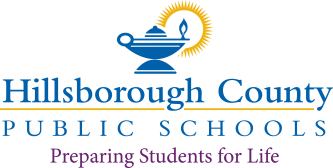 Hillsborough County
PUBLIC SCHOOLS
Preparing Students for Life